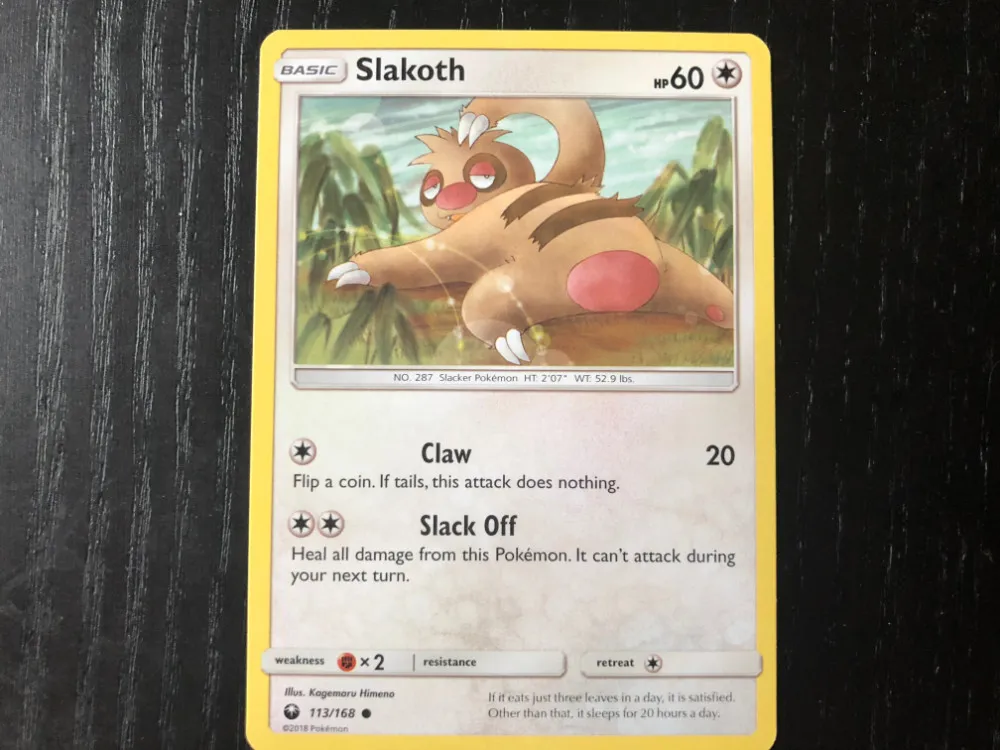 BASIC Slakoth HP60
NO. 287 Slacker Pokémon HT: 2'07" WT: 52.9 lbs.
Claw 20
Flip a coin. If tails, this attack does nothing.
Slack Off
Heal all damage from this Pokémon. It can't attack during
your next turn.
weakness ×2 resistance retreat
Illus. Kagemaru Himeno
113/168
©2018 Pokémon
If it eats just three leaves in a day, it is satisfied.
Other than that, it sleeps for 20 hours a day.